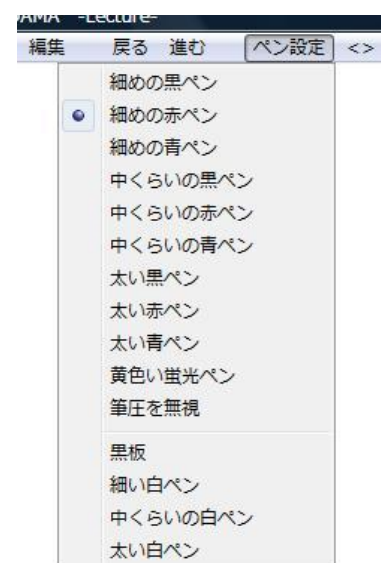 -Lecture-
編集 戻る 進む ペン設定 <>
細めの黒ペン
細めの赤ペン
細めの青ペン
中くらいの黒ペン
中くらいの赤ペン
中くらいの青ペン
太い黒ペン
太い赤ペン
太い青ペン
黄色い蛍光ペン
筆圧を無視
黒板
細い白ペン
中くらいの白ペン
太い白ペン